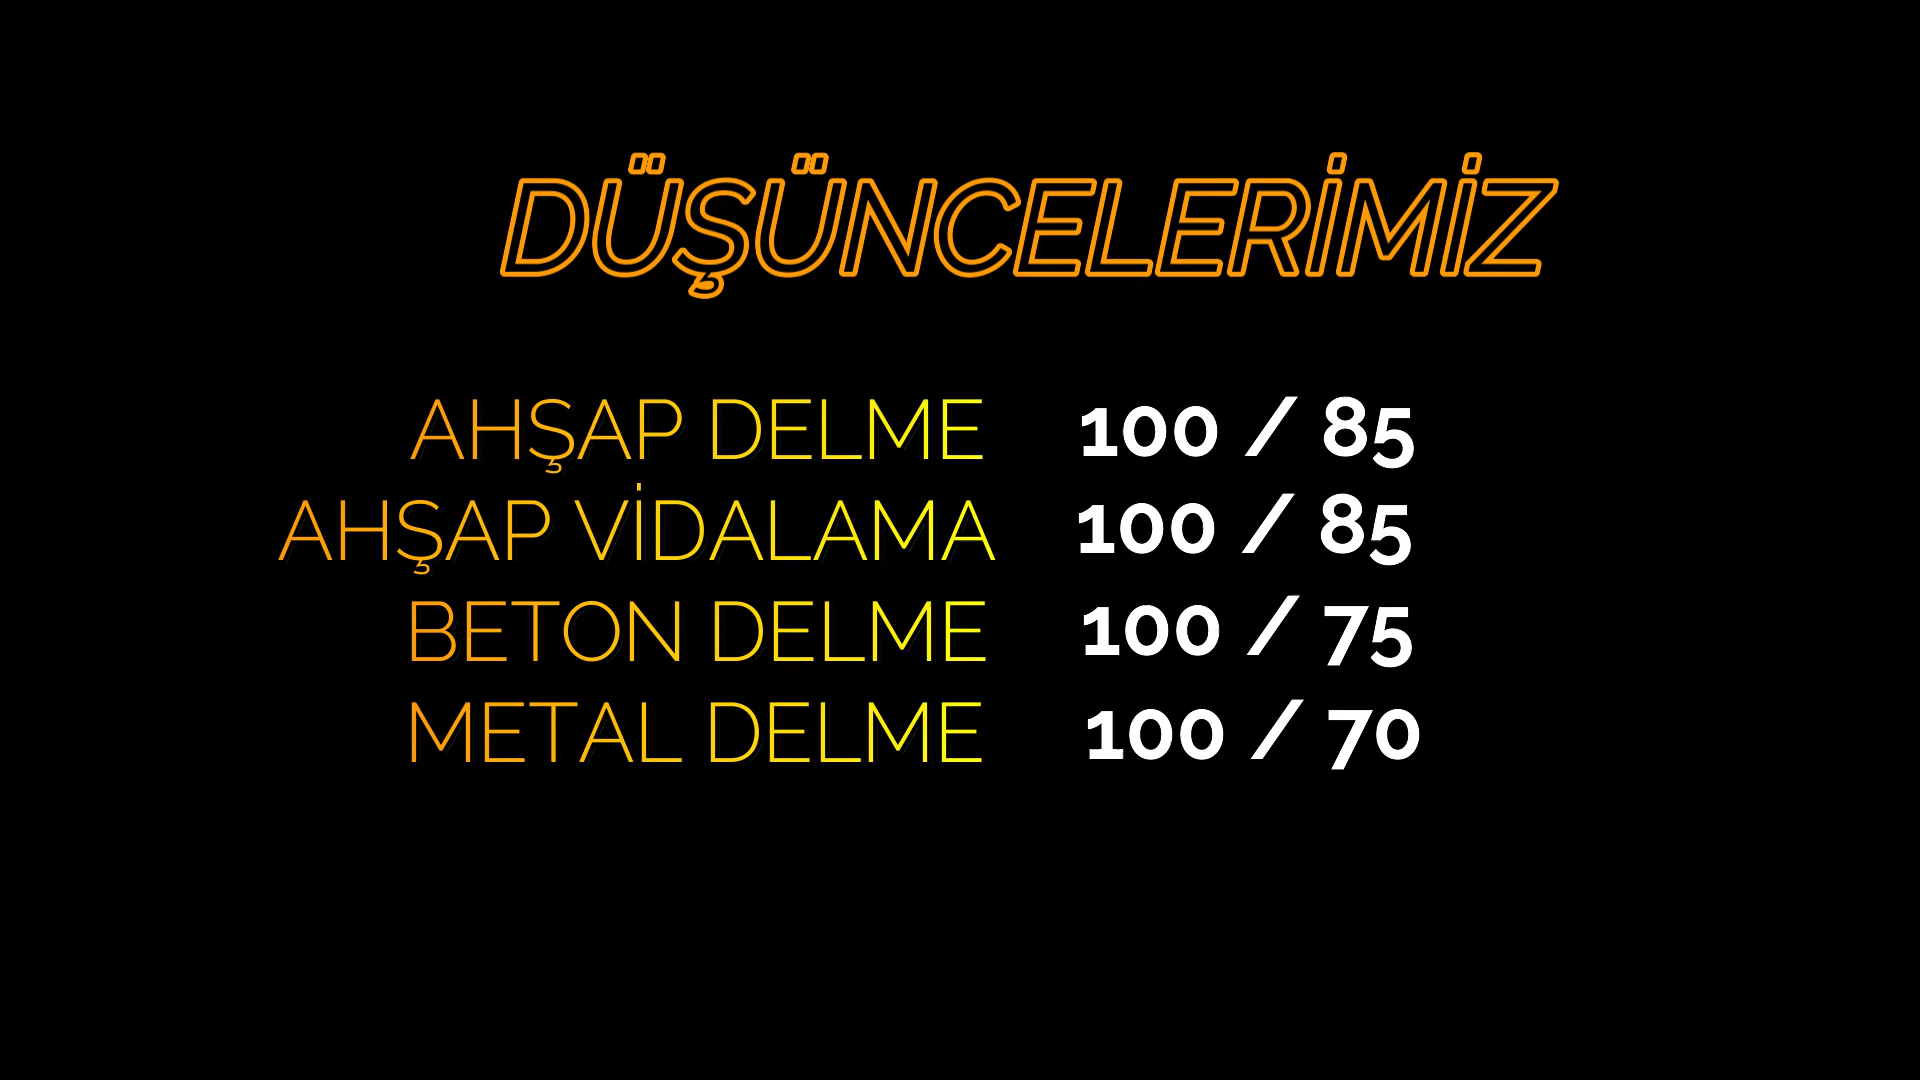 DÜŞÜNCELERİMİZ
AHŞAP DELME 100 / 85
AHŞAP VİDALAMA 100 / 85
BETON DELME 100 / 75
METAL DELME 100 / 70